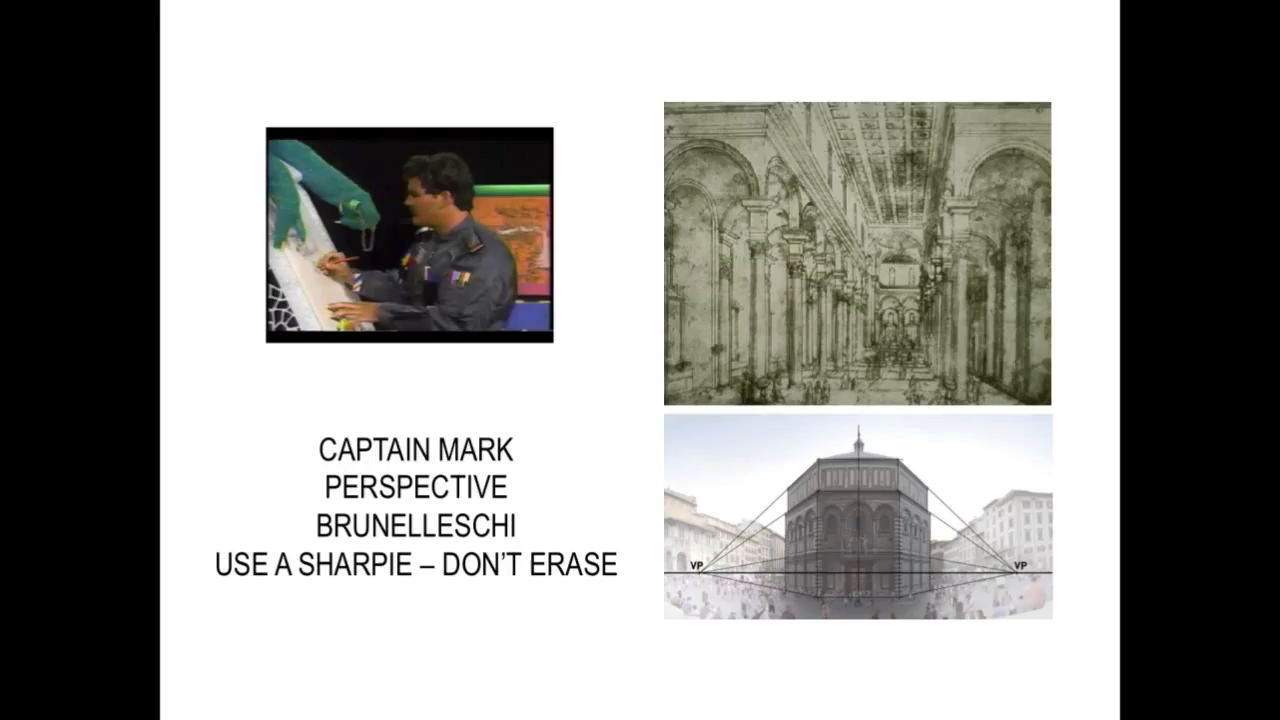 CAPTAIN MARK
PERSPECTIVE
BRUNELLESCHI
USE A SHARPIE – DON’T ERASE
VP
VP